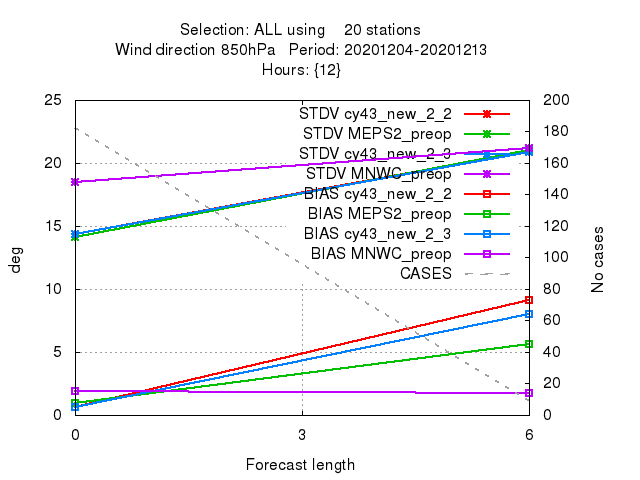 Selection: ALL using 20 stations
Wind direction 850hPa Period: 20201204-20201213
Hours: {12}
25
20
15
10
5
0
deg
200
180
160
140
120
100
80
60
40
20
0
No cases
STDV cy43_new_2_2
STDV MEPS2_preop
STDV cy43_new_2_3
STDV MNWC_preop
BIAS cy43_new_2_2
BIAS MEPS2_preop
BIAS cy43_new_2_3
BIAS MNWC_preop
CASES
0 3 6
Forecast length